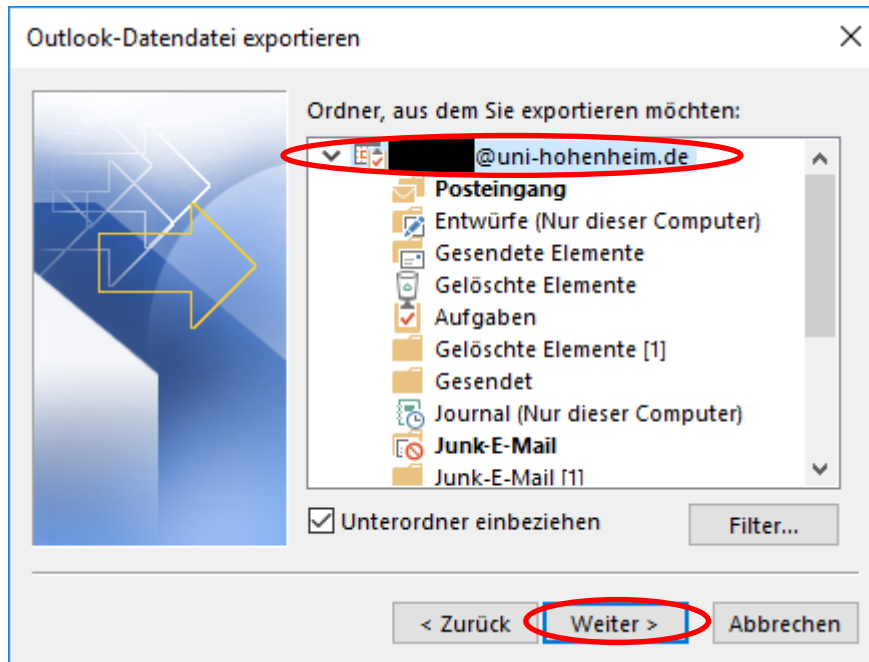 Outlook-Datendatei exportieren
Ordner, aus dem Sie exportieren möchten:
@uni-hohenheim.de
Posteingang
Entwürfe (Nur dieser Computer)
Gesendete Elemente
Gelöschte Elemente
Aufgaben
Gelöschte Elemente [1]
Gesendet
Journal (Nur dieser Computer)
Junk-E-Mail
Junk-E-Mail [1]
Unterordner einbeziehen
Filter...
< Zurück
Weiter >
Abbrechen